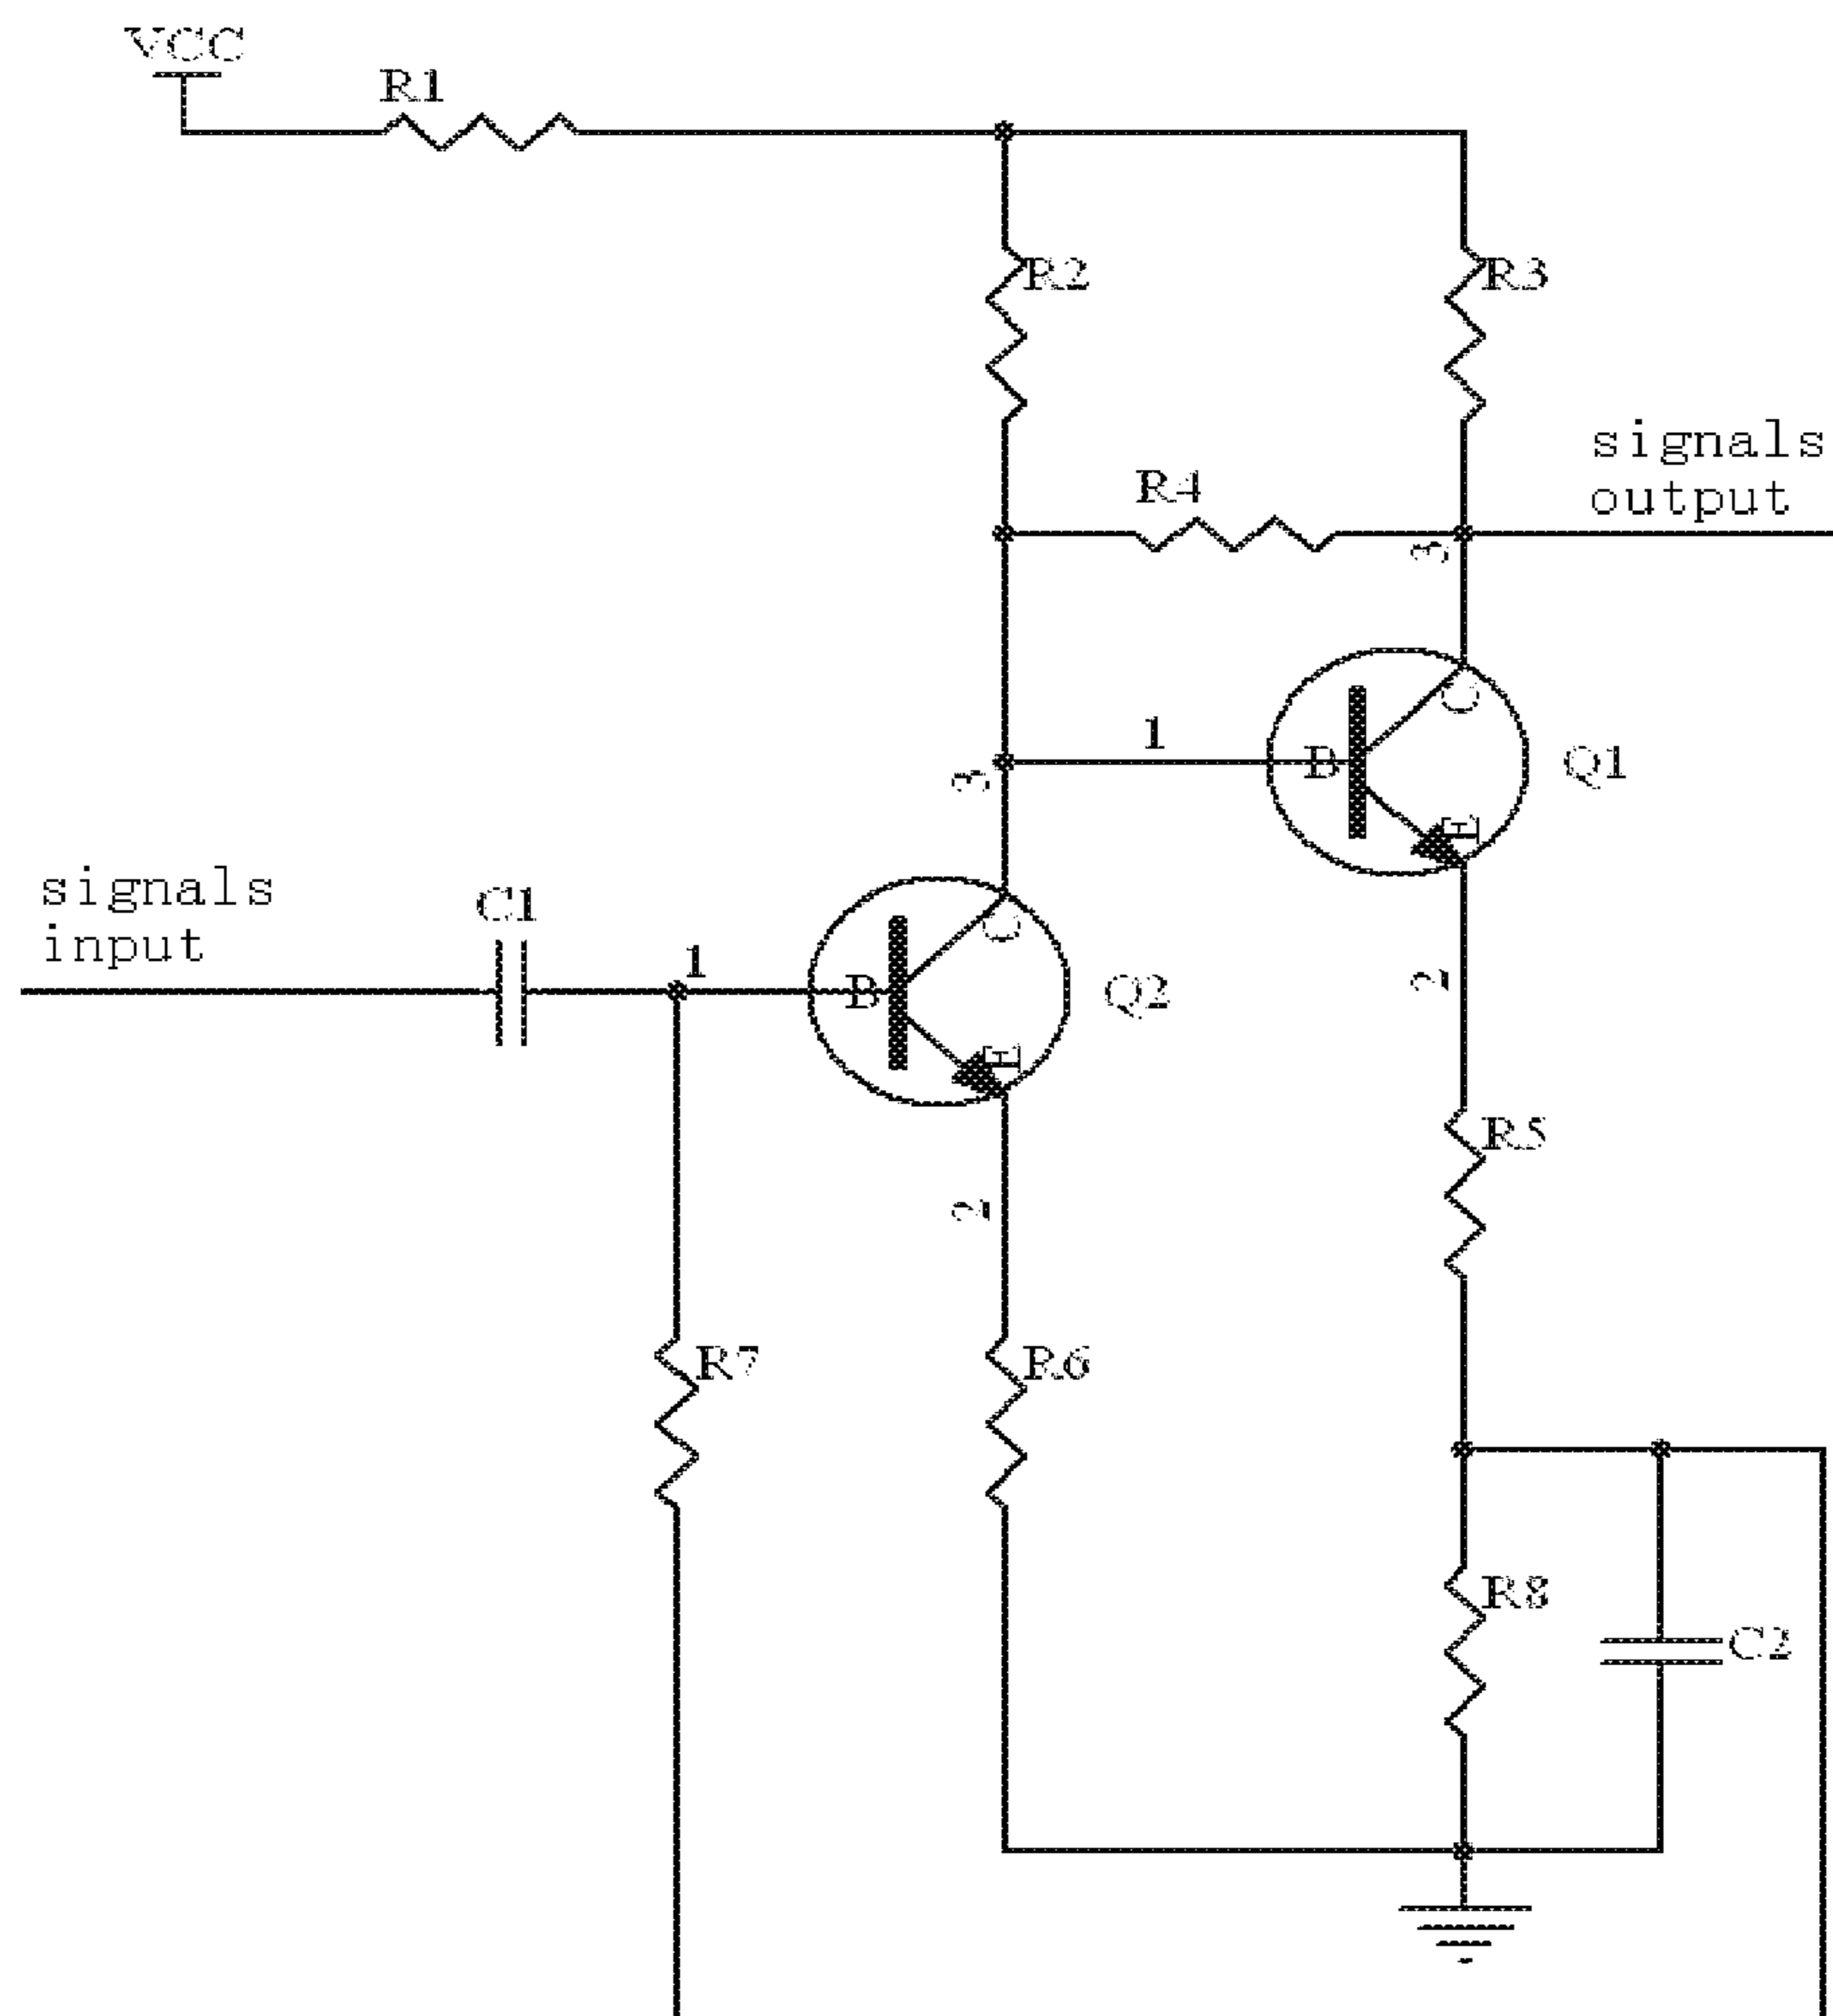 VCC
R1
R2
R3
signals
output
R4
3
C
1
B
Q1
3
E
signals
input
C1
1
C
2
B
Q2
E
R5
2
R7
R6
R8
C2